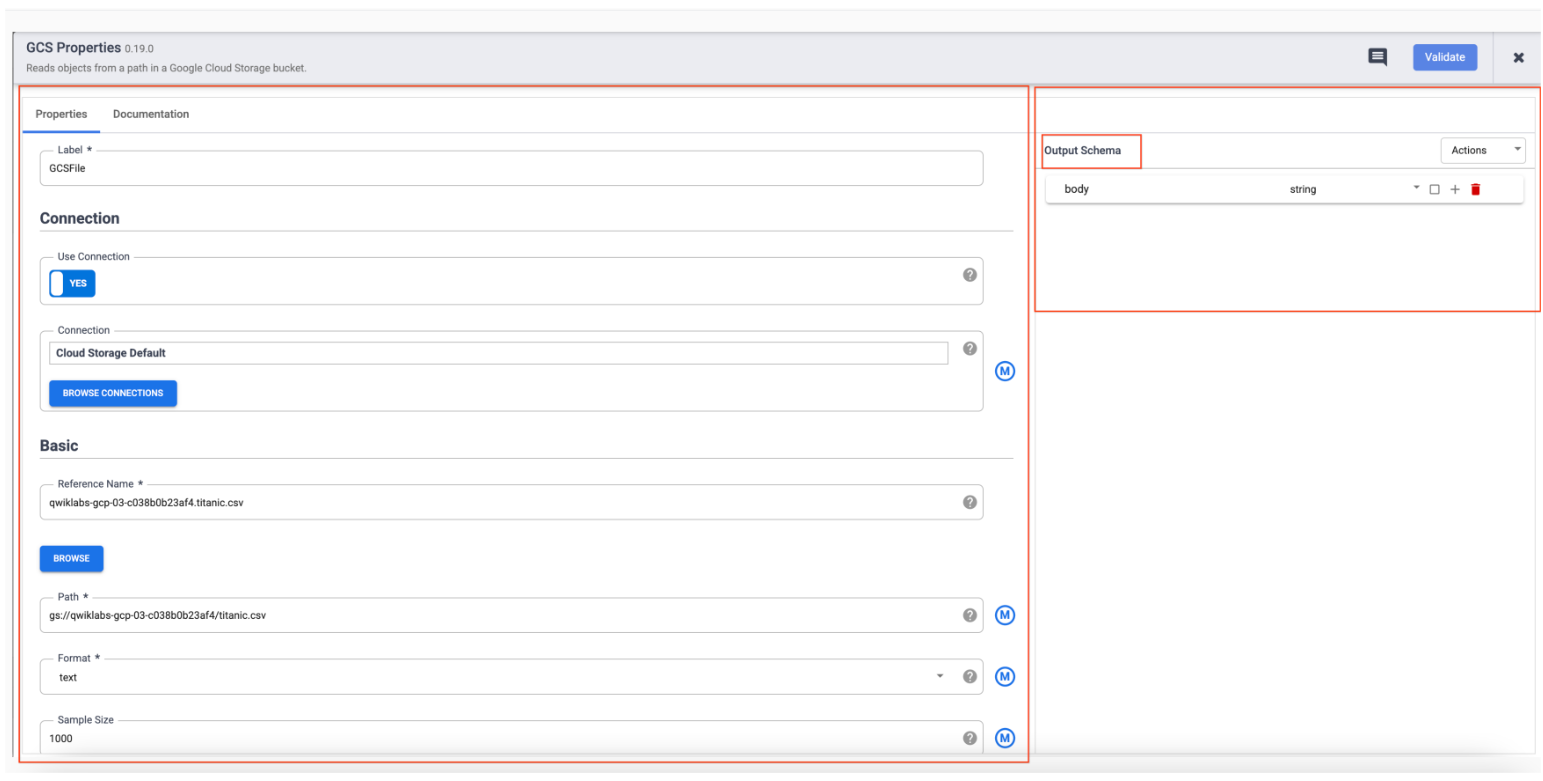 GCS Properties 0.19.0
Reads objects from a path in a Google Cloud Storage bucket.
Validate
Properties Documentation
Label *
GCSFile
Connection
Use Connection
YES
Connection
Cloud Storage Default
BROWSE CONNECTIONS
M
Basic
Reference Name *
qwiklabs-gcp-03-c038b0b23af4.titanic.csv
BROWSE
Path *
gs://qwiklabs-gcp-03-c038b0b23af4/titanic.csv
M
Format *
text
M
Sample Size
1000
M
Output Schema
Actions
body string